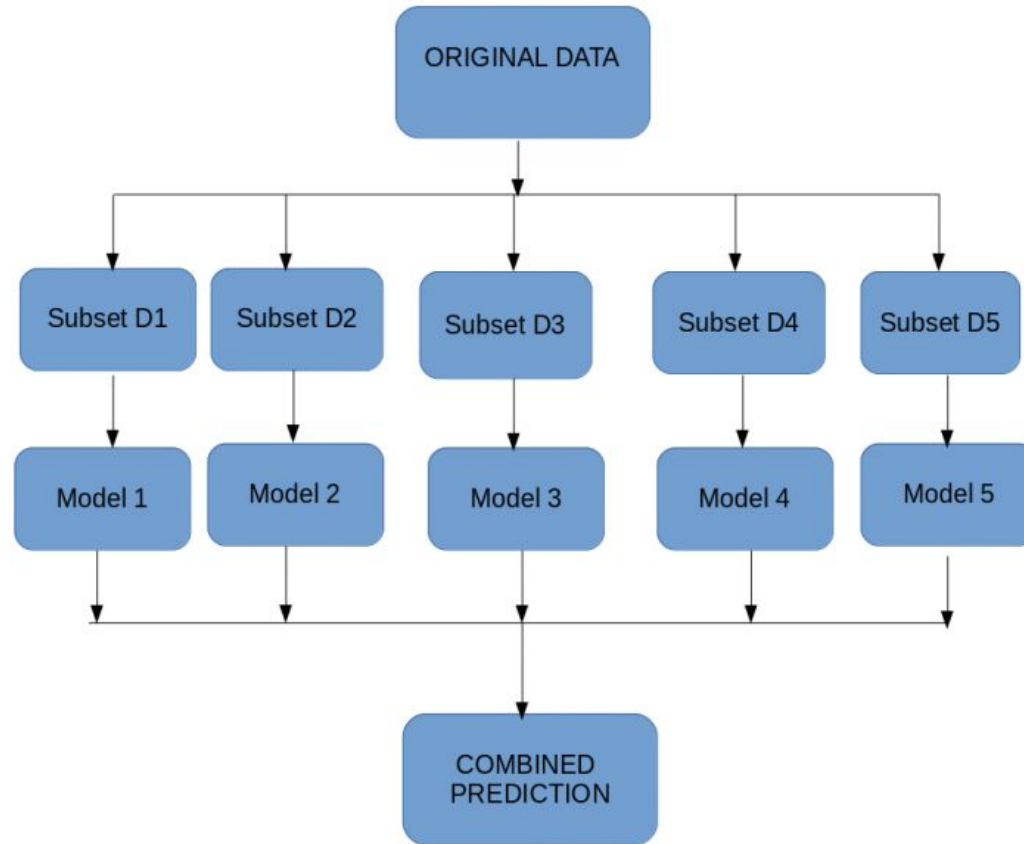 ORIGINAL DATA
Subset D1
Subset D2
Subset D3
Subset D4
Subset D5
Model 1
Model 2
Model 3
Model 4
Model 5
COMBINED
PREDICTION